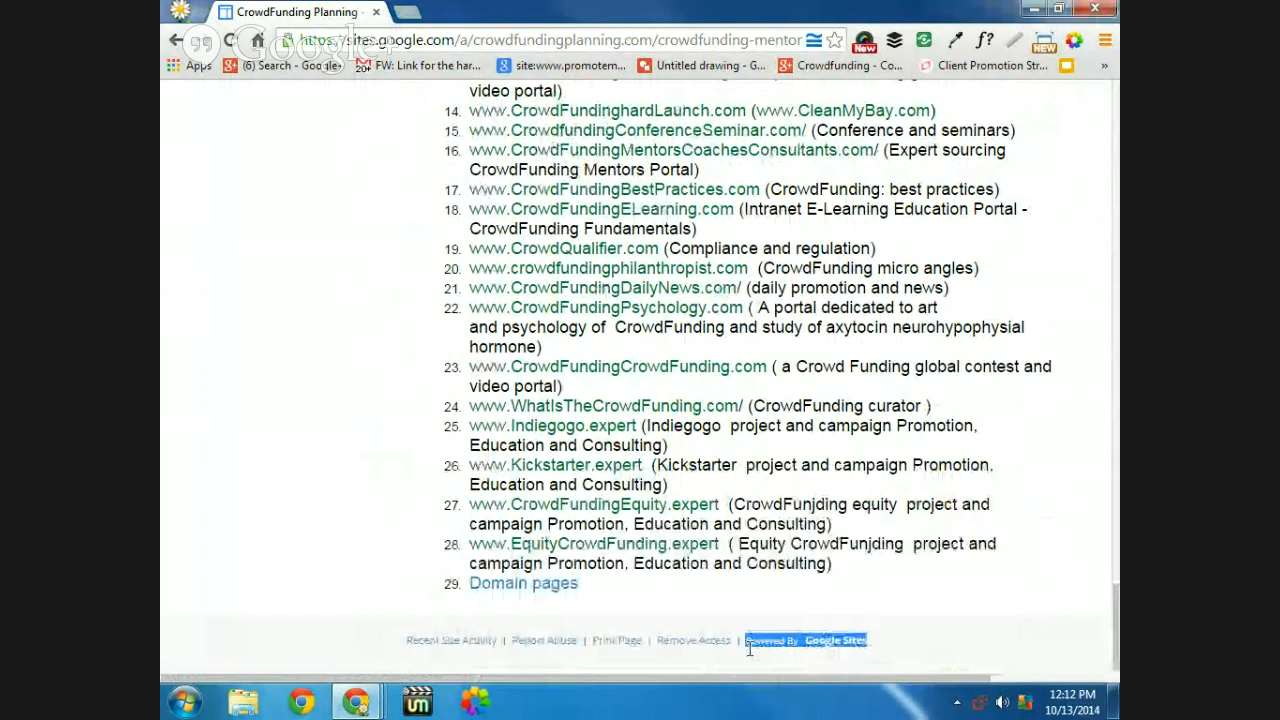 CrowdFunding Planning
Google+
https://sites.google.com/a/crowdfundingplanning.com/crowdfunding-mentor
New
f?
NEW
Apps
(6) Search - Google+
20+
FW: Link for the har...
site:www.promotem...
Untitled drawing - G...
Crowdfunding - Co...
Client Promotion Str...
»
video portal)
14. www.CrowdFundinghardLaunch.com (www.CleanMyBay.com)
15. www.CrowdfundingConferenceSeminar.com/ (Conference and seminars)
16. www.CrowdFundingMentorsCoachesConsultants.com/ (Expert sourcing
CrowdFunding Mentors Portal)
17. www.CrowdFundingBestPractices.com (CrowdFunding: best practices)
18. www.CrowdFundingELearning.com (Intranet E-Learning Education Portal -
CrowdFunding Fundamentals)
19. www.CrowdQualifier.com (Compliance and regulation)
20. www.crowdfundingphilanthropist.com (CrowdFunding micro angles)
21. www.CrowdFundingDailyNews.com/ (daily promotion and news)
22. www.CrowdFundingPsychology.com ( A portal dedicated to art
and psychology of CrowdFunding and study of axytocin neurohypophysial
hormone)
23. www.CrowdFundingCrowdFunding.com ( a Crowd Funding global contest and
video portal)
24. www.WhatIsTheCrowdFunding.com/ (CrowdFunding curator )
25. www.Indiegogo.expert (Indiegogo project and campaign Promotion,
Education and Consulting)
26. www.Kickstarter.expert (Kickstarter project and campaign Promotion,
Education and Consulting)
27. www.CrowdFundingEquity.expert (CrowdFunjding equity project and
campaign Promotion, Education and Consulting)
28. www.EquityCrowdFunding.expert ( Equity CrowdFunjding project and
campaign Promotion, Education and Consulting)
29. Domain pages
Recent Site Activity | Report Abuse | Print Page | Remove Access | Powered By Google Sites
UM
12:12 PM
10/13/2014